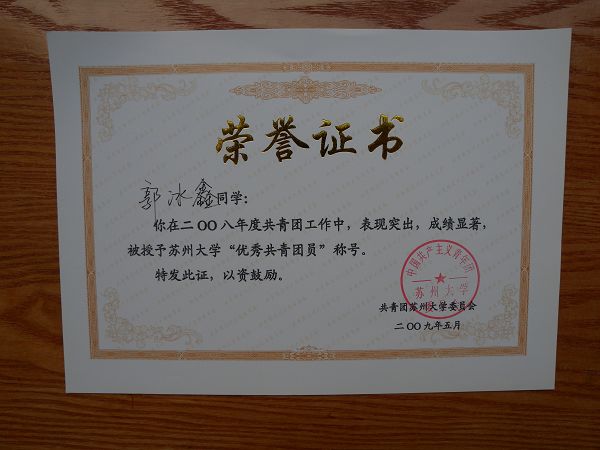 荣誉证书
郭冰鑫同学：
你在二〇〇八年度共青团工作中，表现突出，成绩显著，
被授予苏州大学“优秀共青团员”称号。
特发此证，以资鼓励。
中国共产主义青年团
苏州大学
共青团苏州大学委员会
二〇〇九年五月